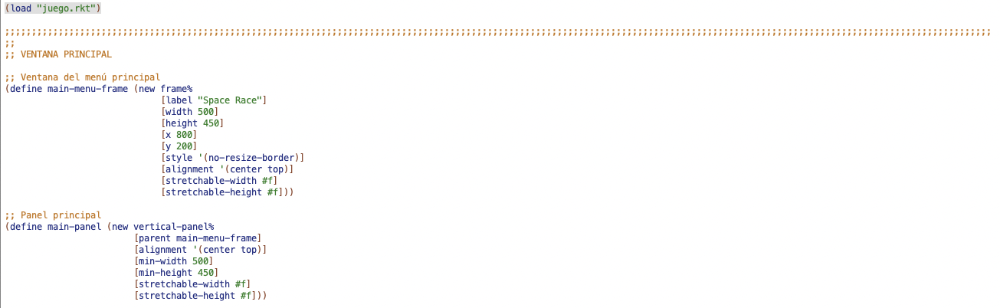 (load "juego.rkt")
;;;;;;;;;;;;;;;;;;;;;;;;;;;;;;;;;;;;;;;;;;;;;;;;;;;;;;;;;;;;;;;;;;;;;;;;;;;;;;;;;;;;;;;;;;;;;;;;;;;;;;;;;;;;;;;;;;;;;;;;;;;;;;;;;;;;;;;;;;;;;;;;;;;;;;;;;;;;;;;;;;;;;;;;;;;;;;;;;;;;;;;;
;;
;; VENTANA PRINCIPAL
;; Ventana del menú principal
(define main-menu-frame (new frame%
[label "Space Race"]
[width 500]
[height 450]
[x 800]
[y 200]
[style '(no-resize-border)]
[alignment '(center top)]
[stretchable-width #f]
[stretchable-height #f]))
;; Panel principal
(define main-panel (new vertical-panel%
[parent main-menu-frame]
[alignment '(center top)]
[min-width 500]
[min-height 450]
[stretchable-width #f]
[stretchable-height #f]))